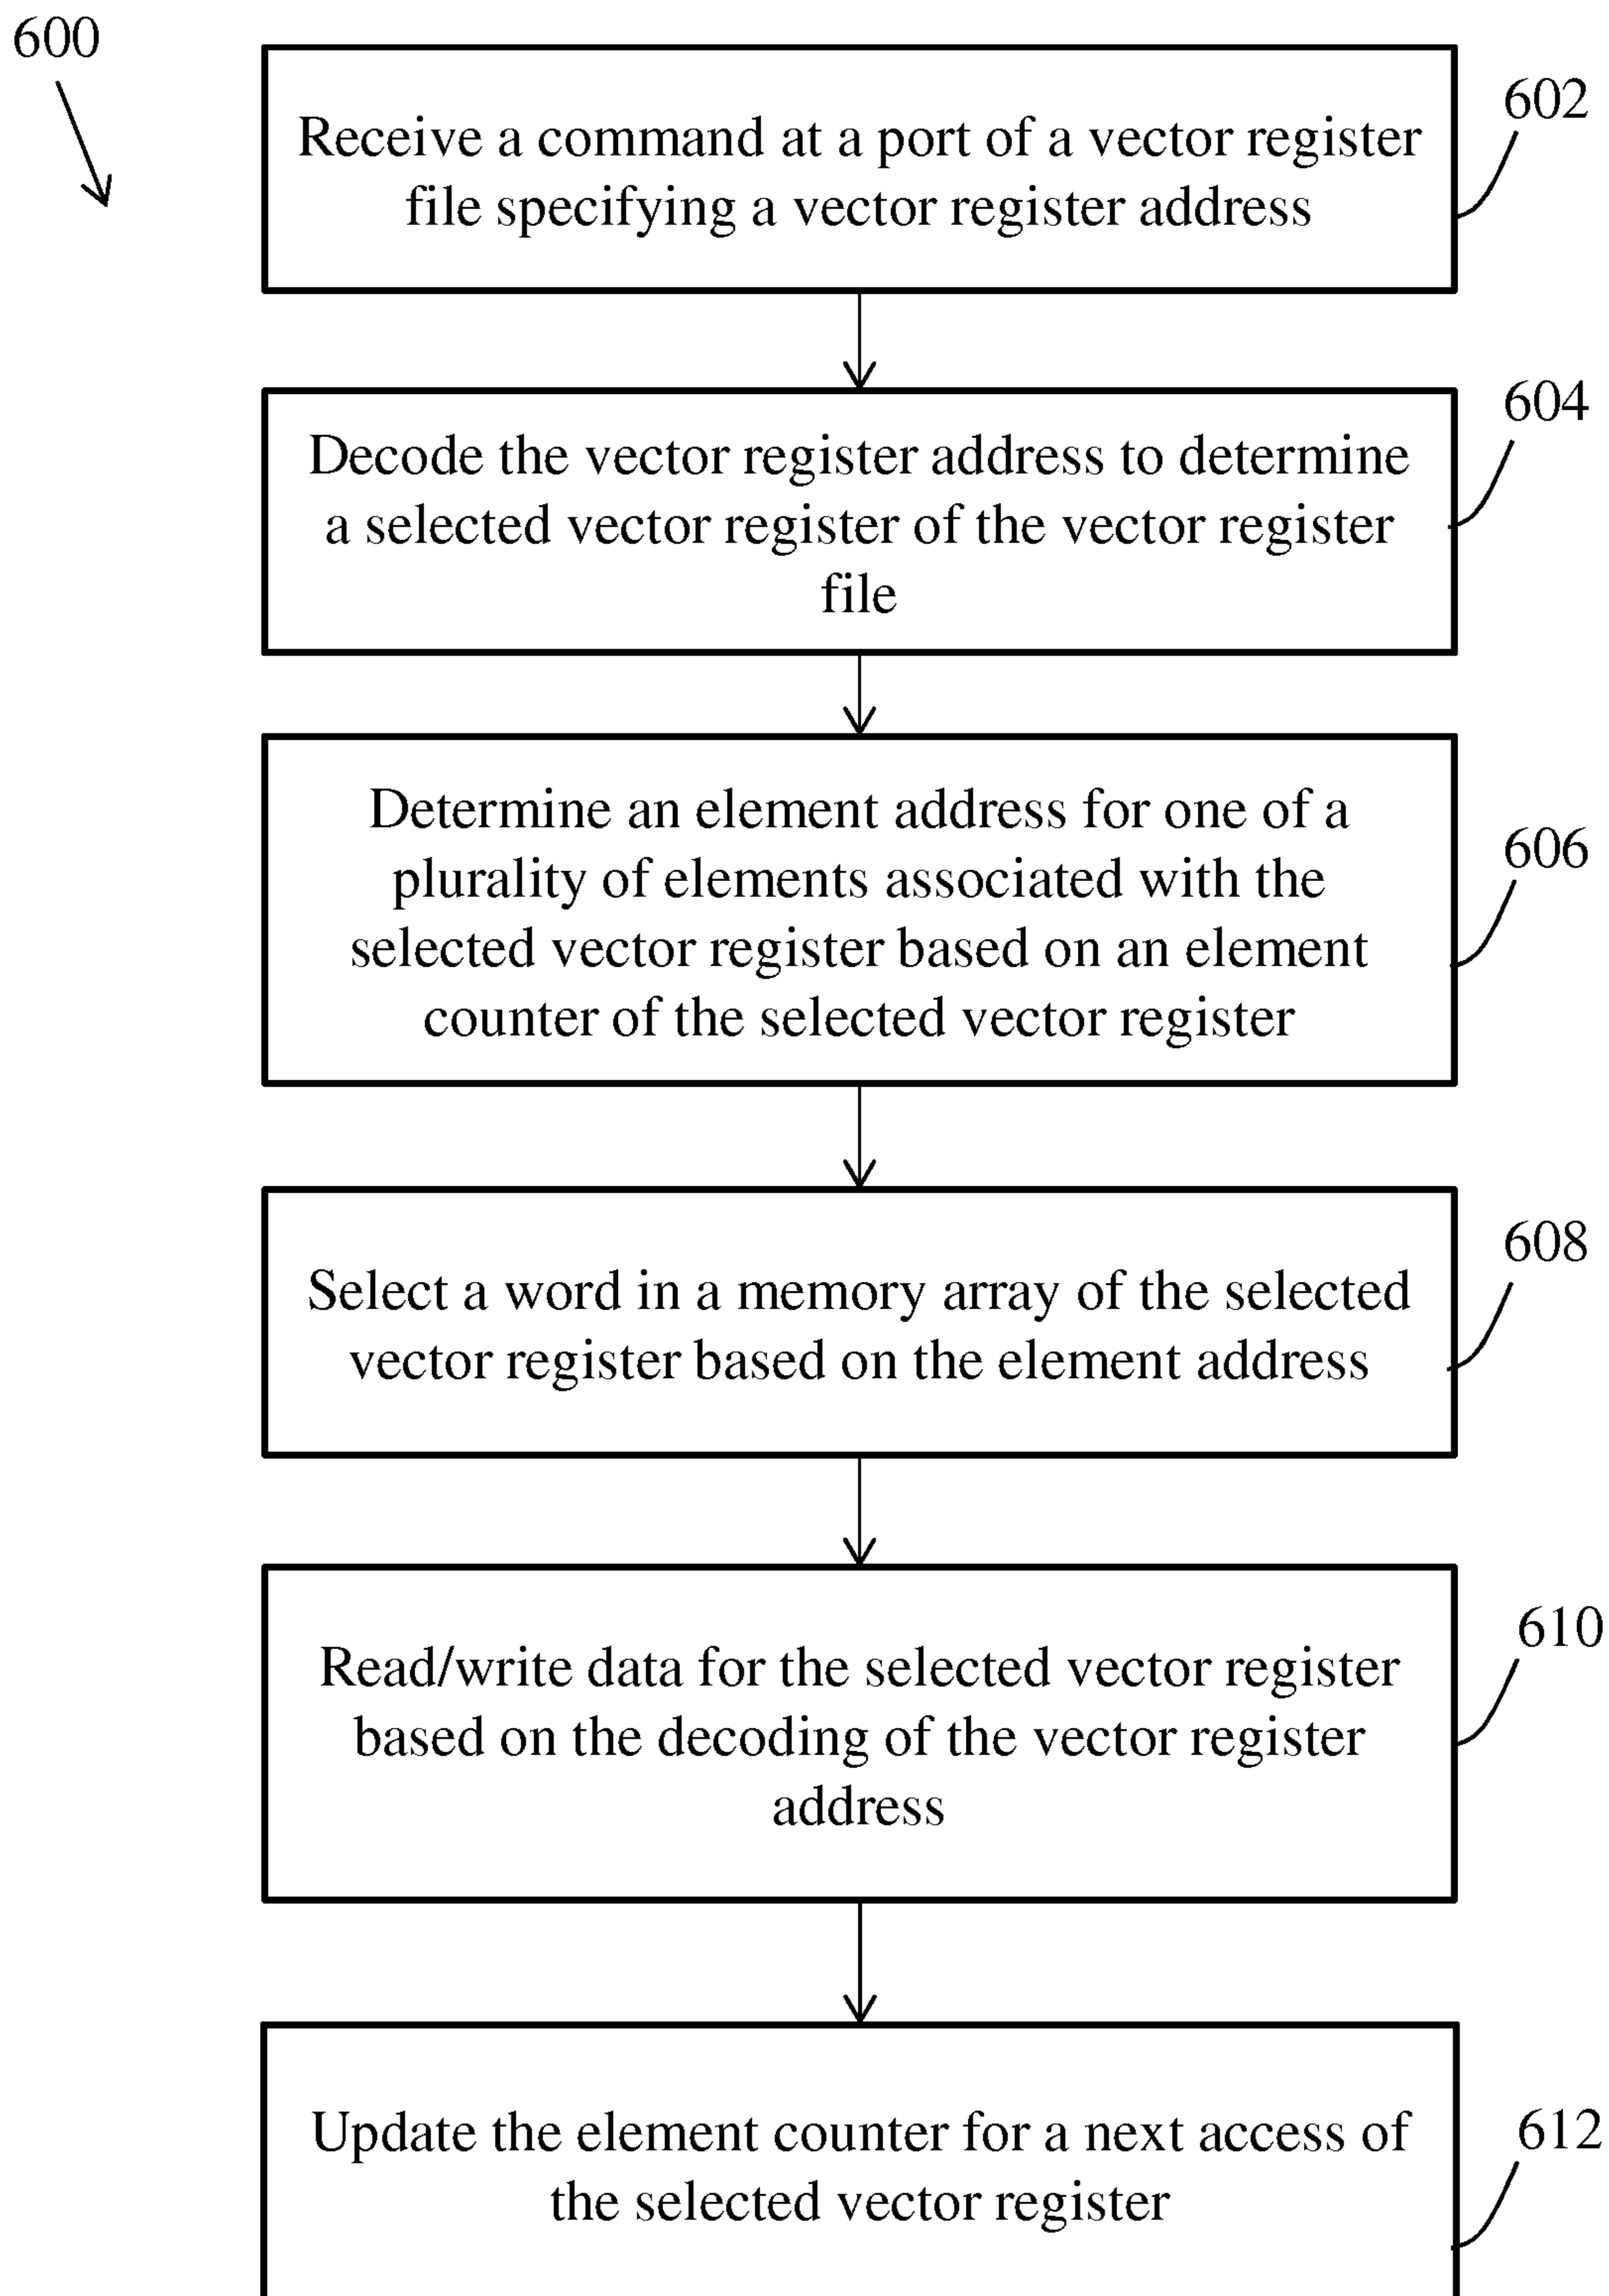 600
602
Receive a command at a port of a vector register
file specifying a vector register address
604
Decode the vector register address to determine
a selected vector register of the vector register
file
606
Determine an element address for one of a
plurality of elements associated with the
selected vector register based on an element
counter of the selected vector register
608
Select a word in a memory array of the selected
vector register based on the element address
610
Read/write data for the selected vector register
based on the decoding of the vector register
address
612
Update the element counter for a next access of
the selected vector register